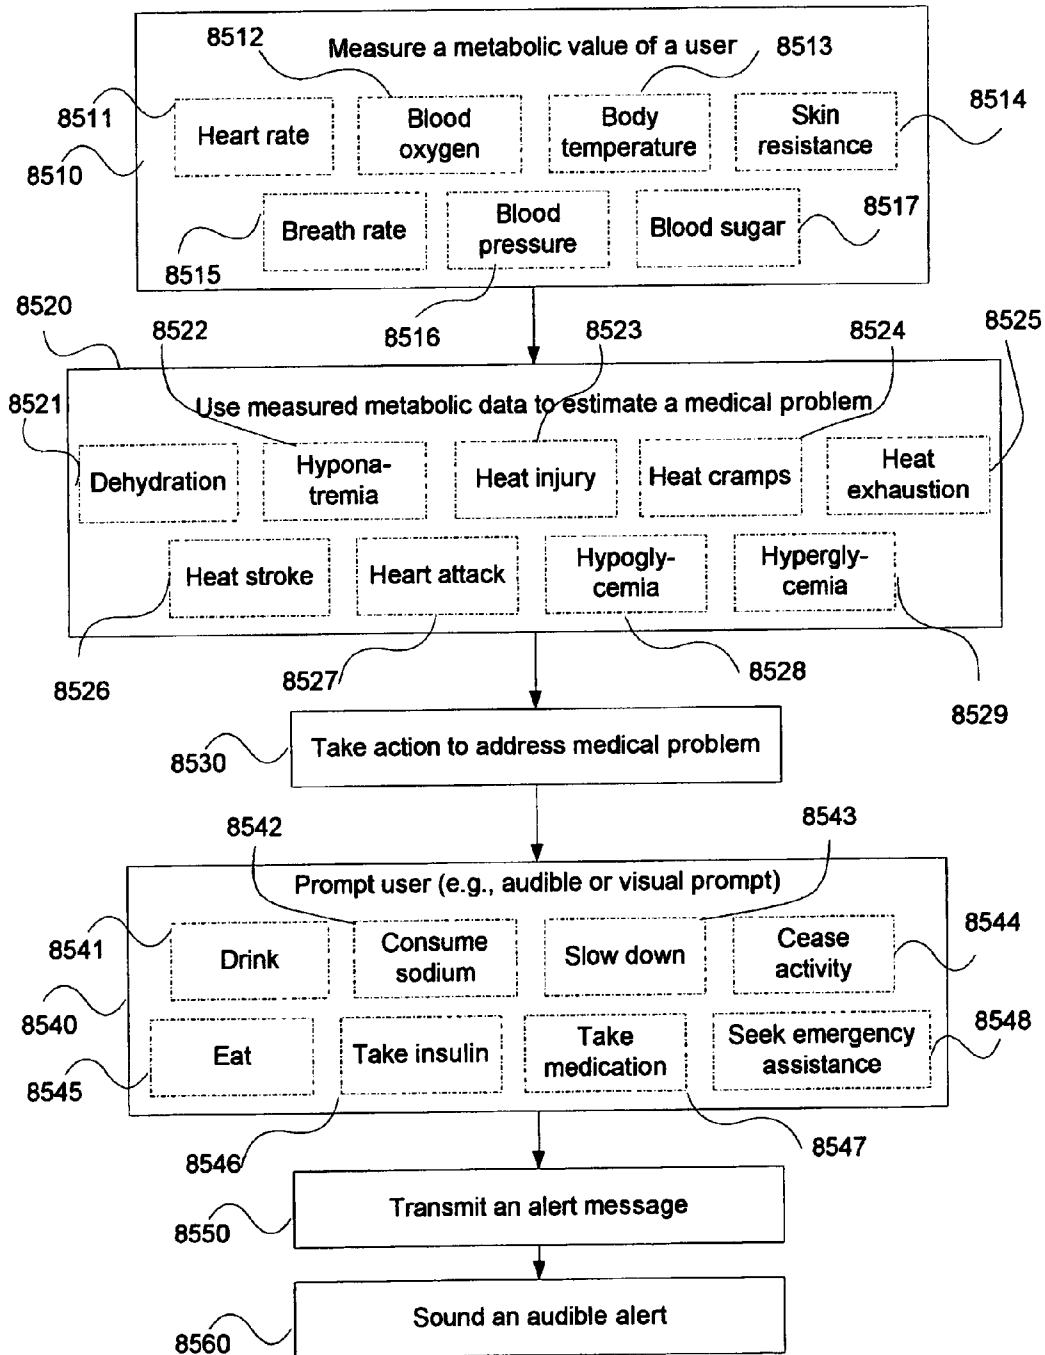 8512
Measure a metabolic value of a user
8513
8511
8514
Heart rate
Blood
oxygen
Body
temperature
Skin
resistance
8510
Breath rate
Blood
pressure
Blood sugar
8517
8515
8516
8520
8522
8523
8524
8525
8521
Use measured metabolic data to estimate a medical problem
Dehydration
Hypona-
tremia
Heat injury
Heat cramps
Heat
exhaustion
Heat stroke
Heart attack
Hypogly-
cemia
Hypergly-
cemia
8526
8527
8528
8529
8530
Take action to address medical problem
8542
8543
Prompt user (e.g., audible or visual prompt)
8541
Drink
Consume
sodium
Slow down
Cease
activity
8544
8540
Eat
Take insulin
Take
medication
Seek emergency
assistance
8548
8545
8546
8547
8550
Transmit an alert message
8560
Sound an audible alert